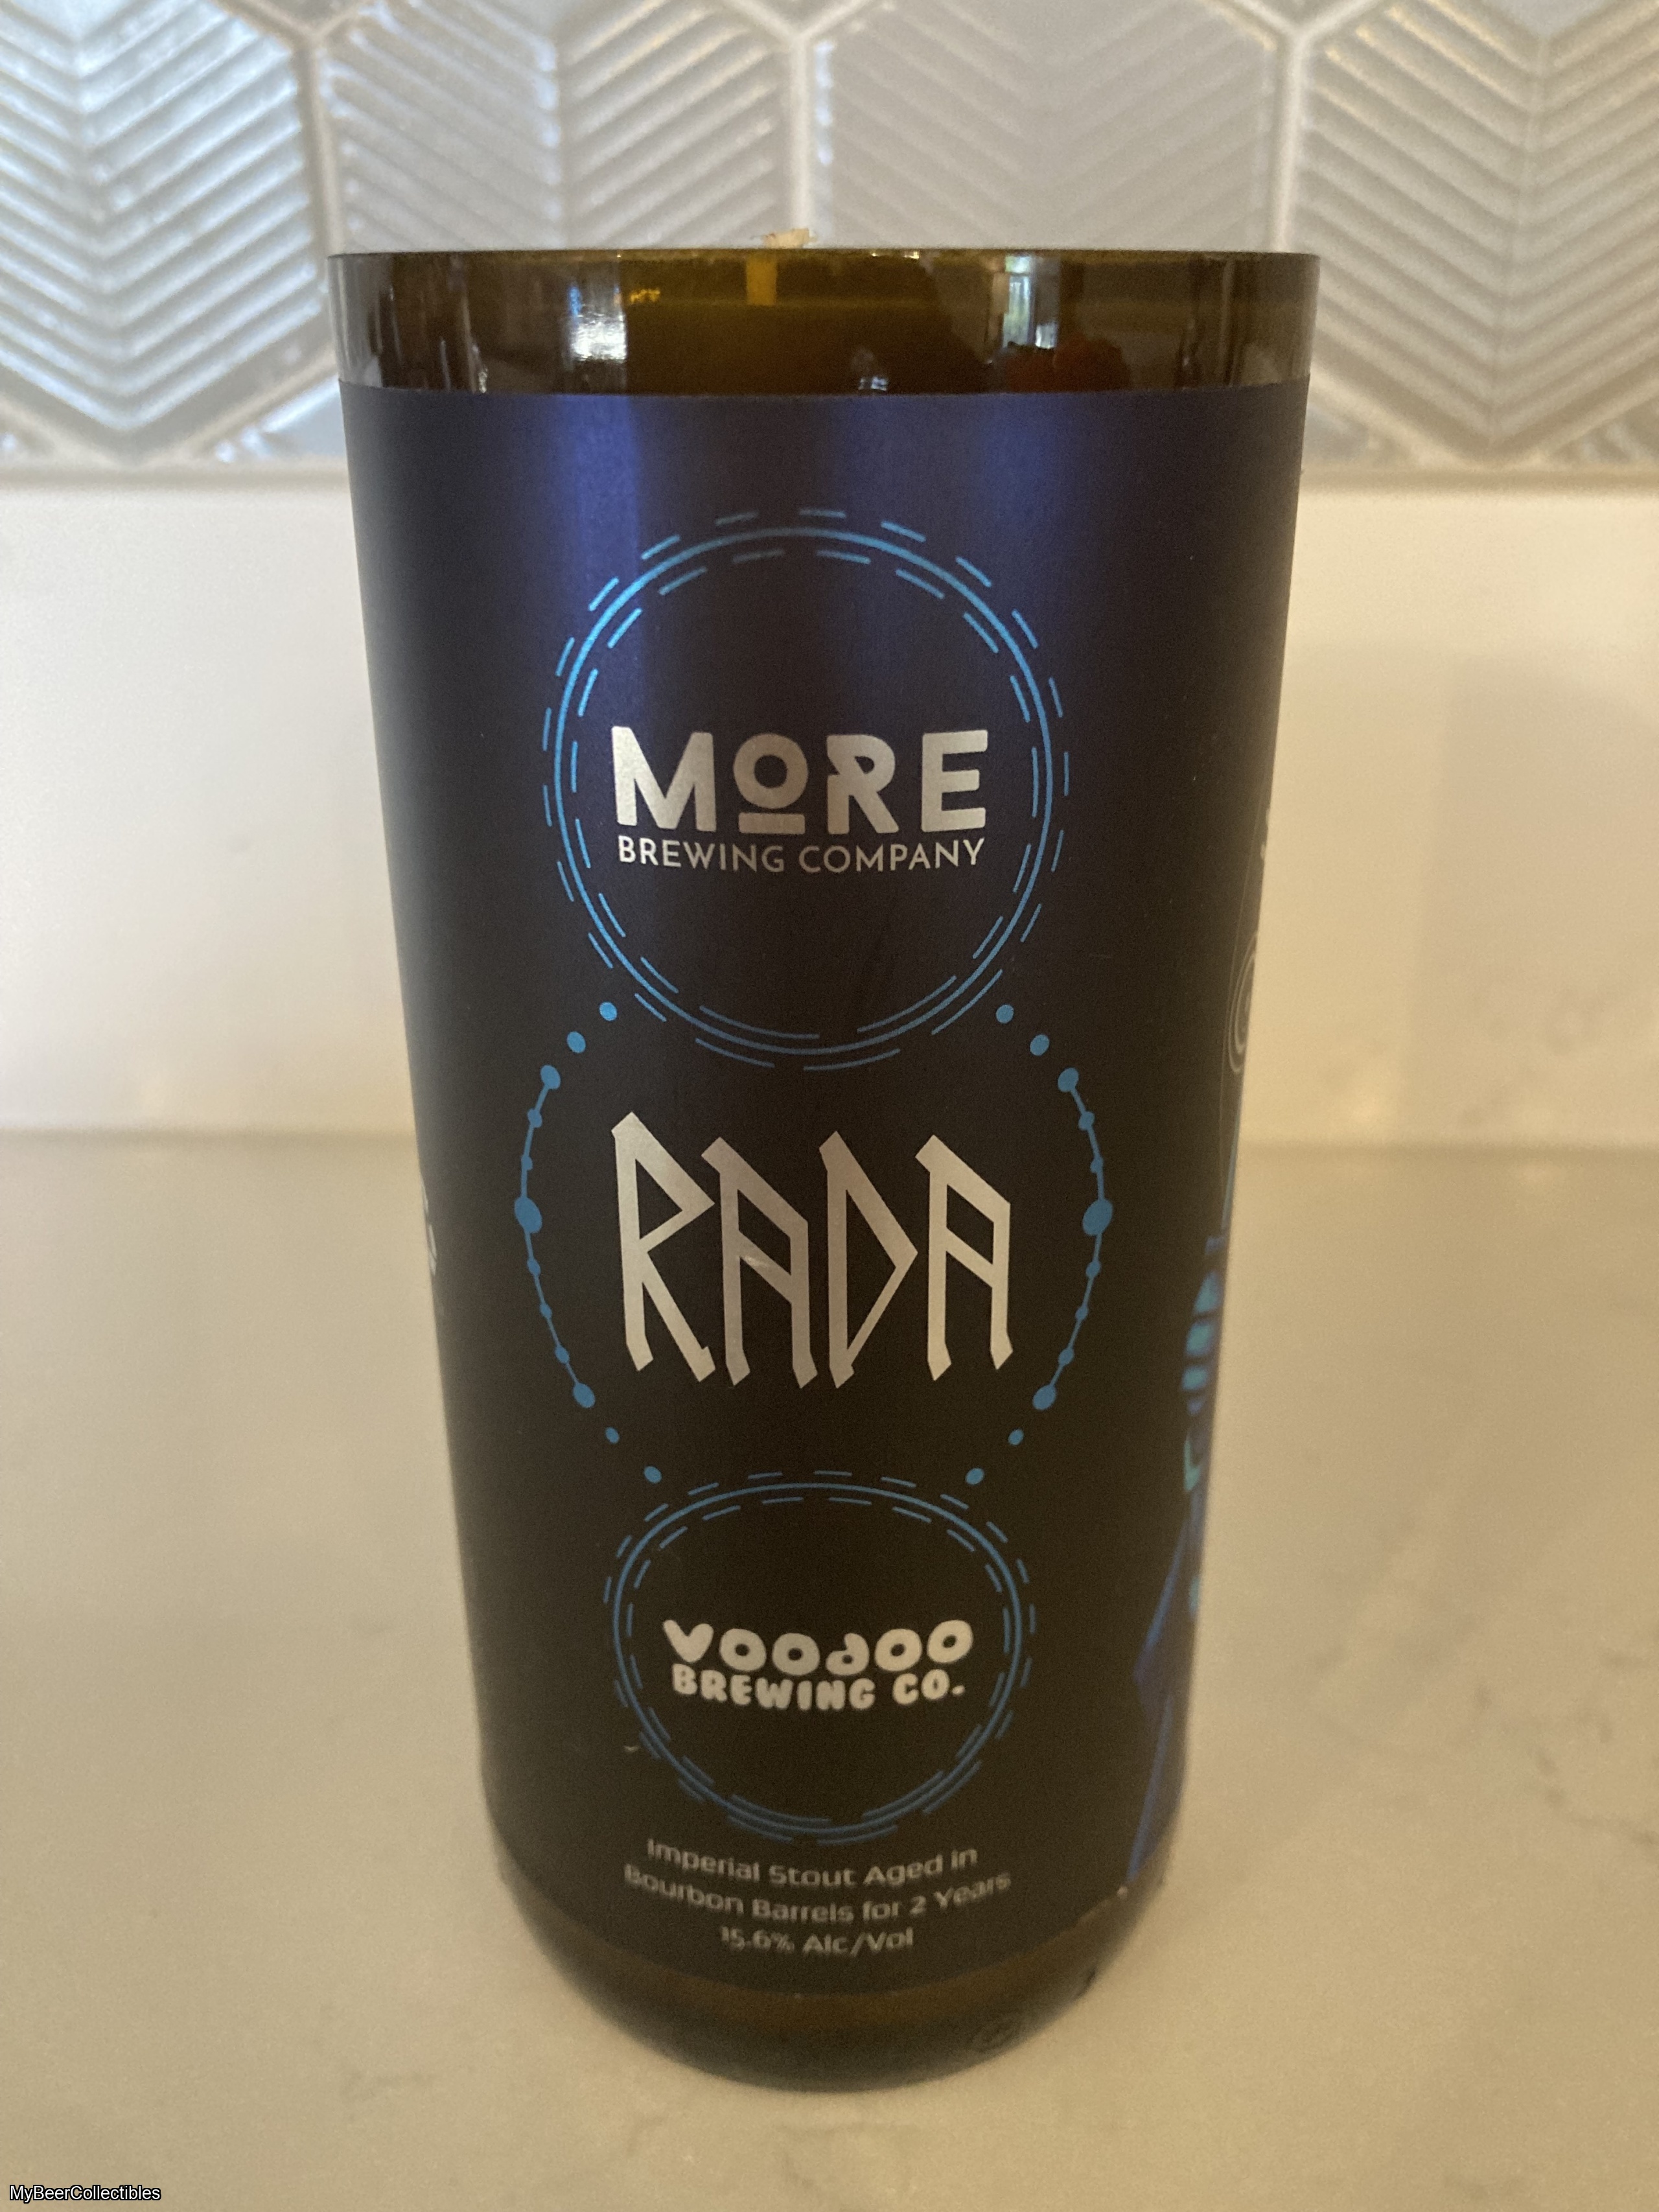 MORE
BREWING COMPANY
RADA
VOODOO
BREWING CO.
Imperial Stout Aged in
Bourbon Barrels for 2 Years
15.6% Alc/Vol
MyBeerCollectibles